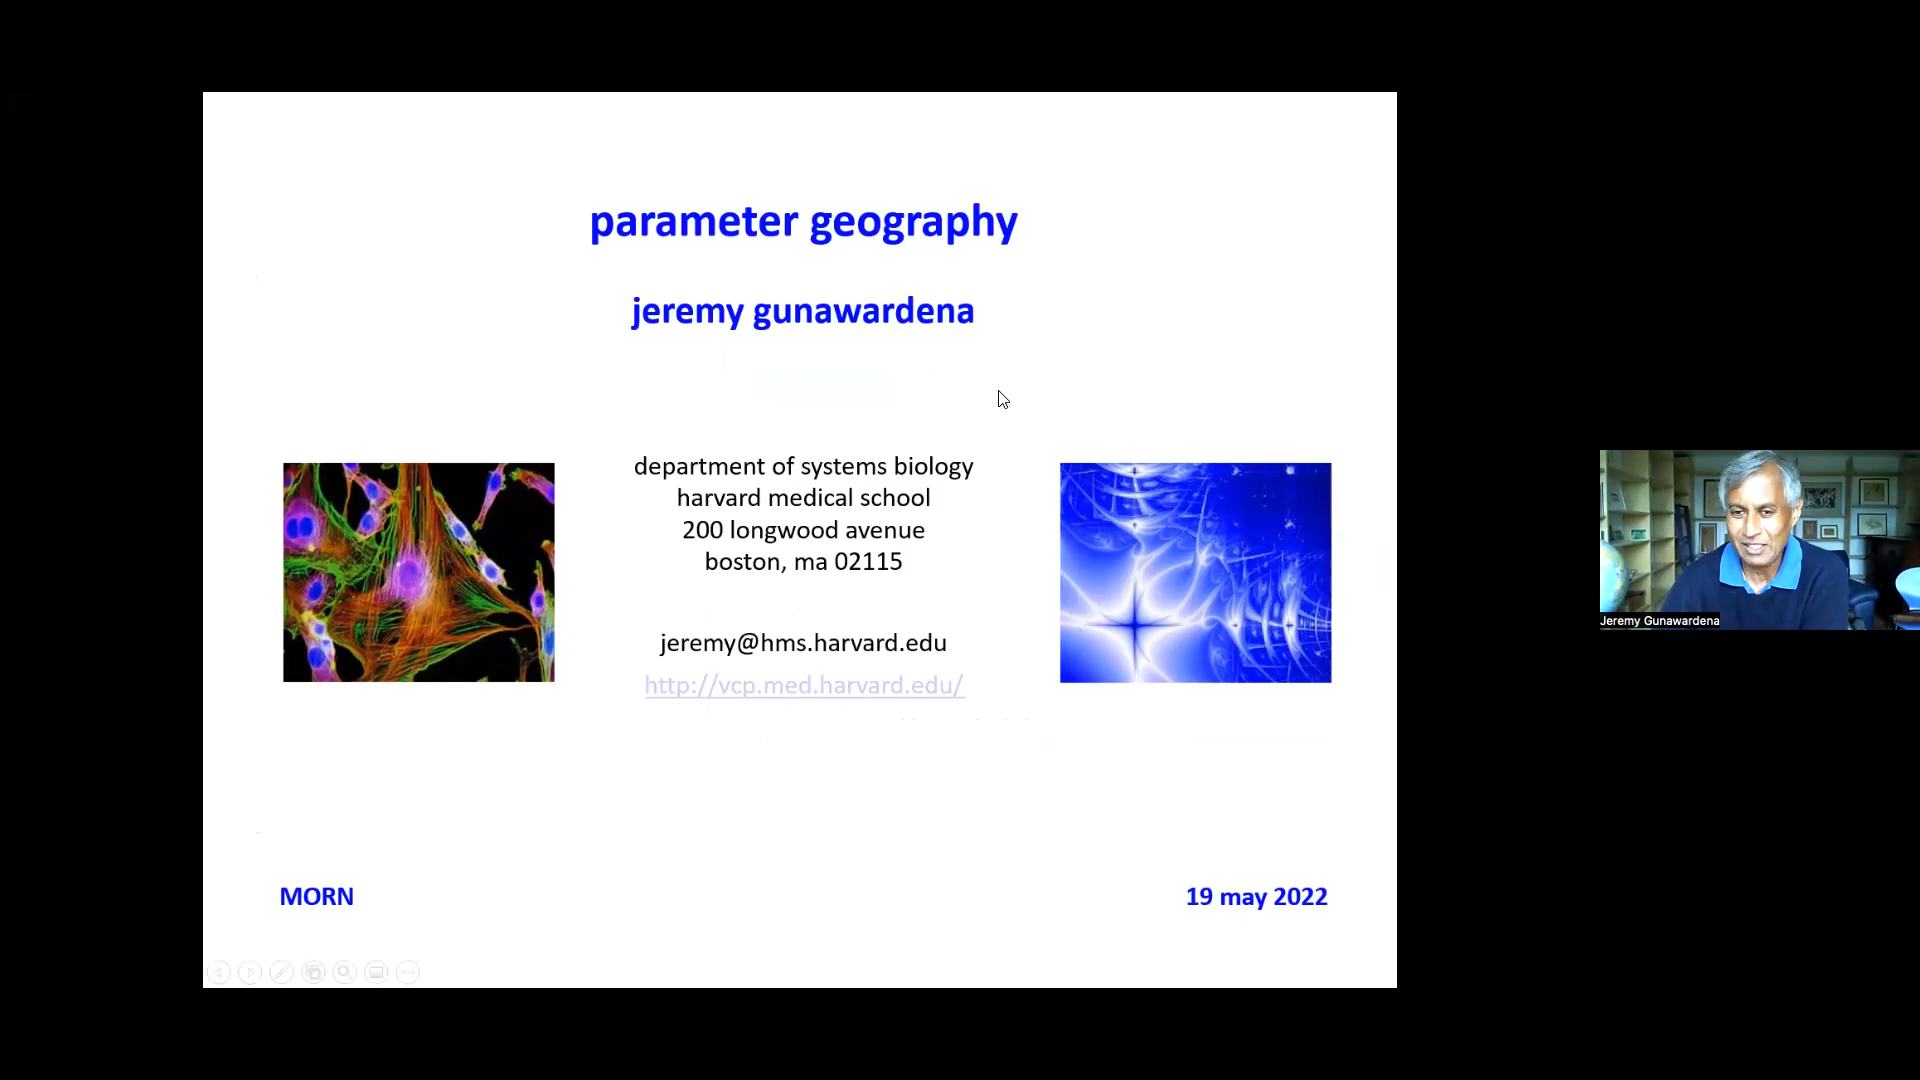 parameter geography
jeremy gunawardena
department of systems biology
harvard medical school
200 longwood avenue
boston, ma 02115
jeremy@hms.harvard.edu
http://vcp.med.harvard.edu/
MORN
19 may 2022
Jeremy Gunawardena